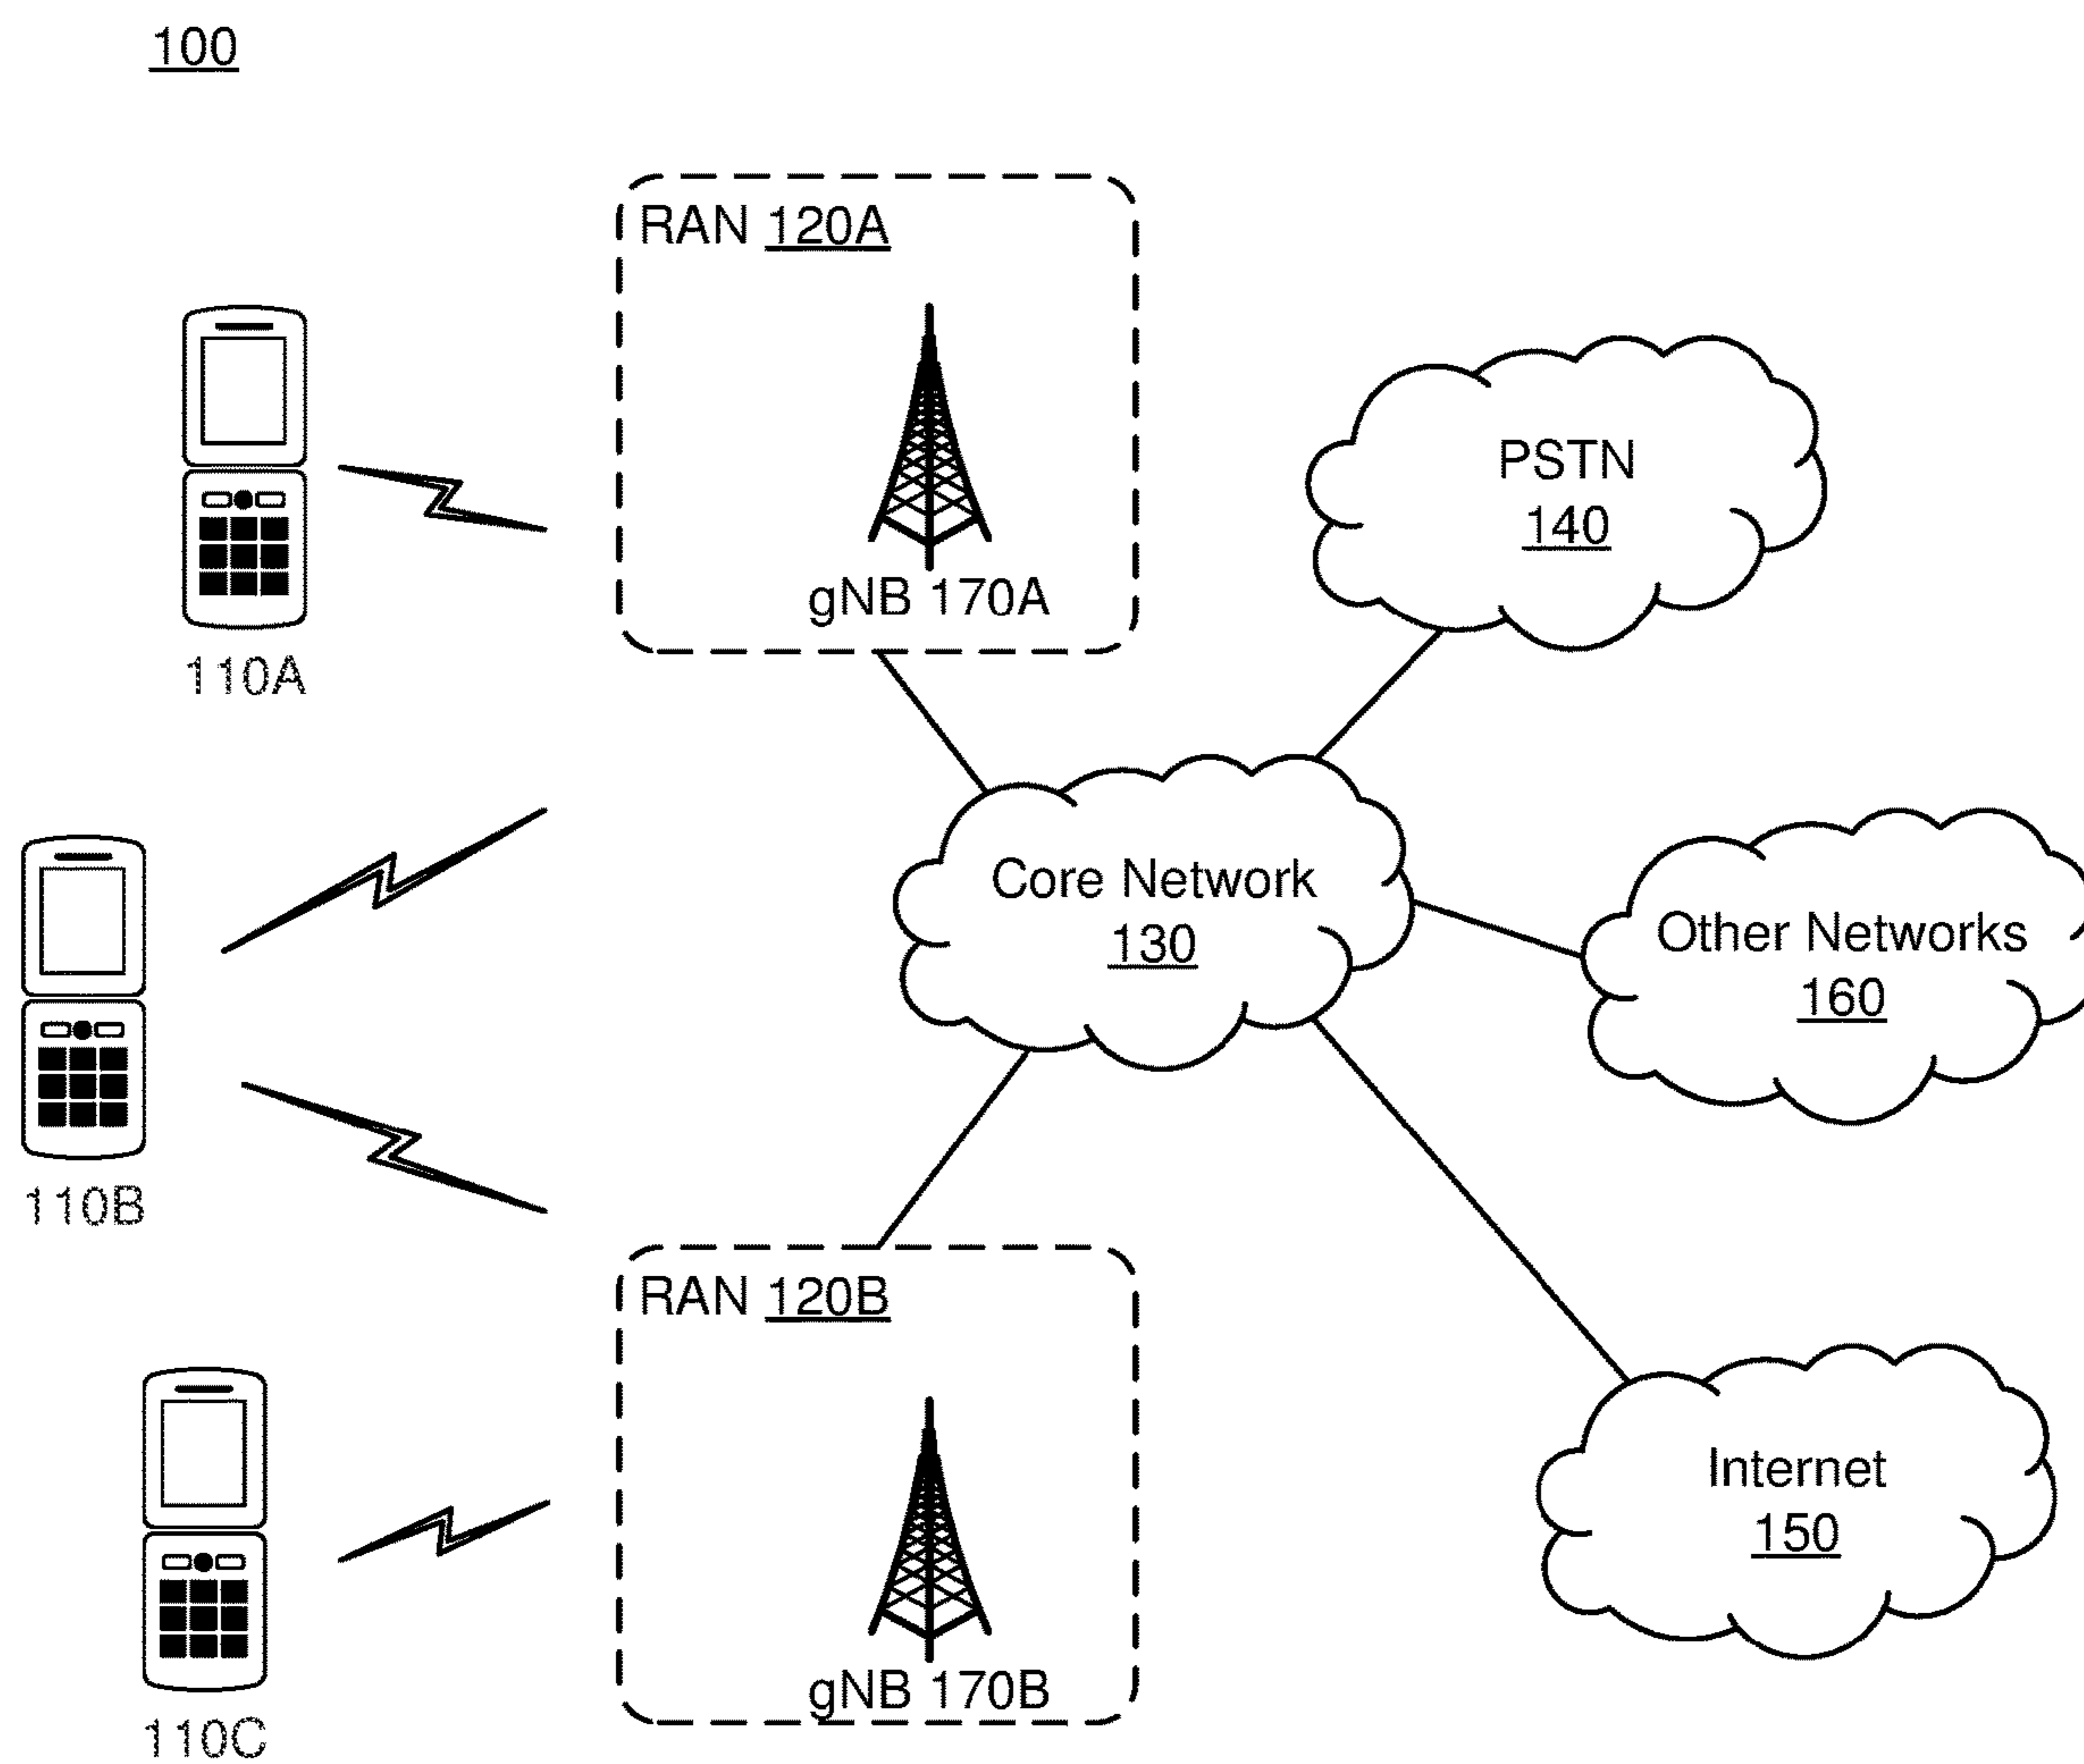 100
RAN 120A
gNB 170A
110A
PSTN
140
Core Network
130
Other Networks
160
110B
RAN 120B
gNB 170B
Internet
150
110C